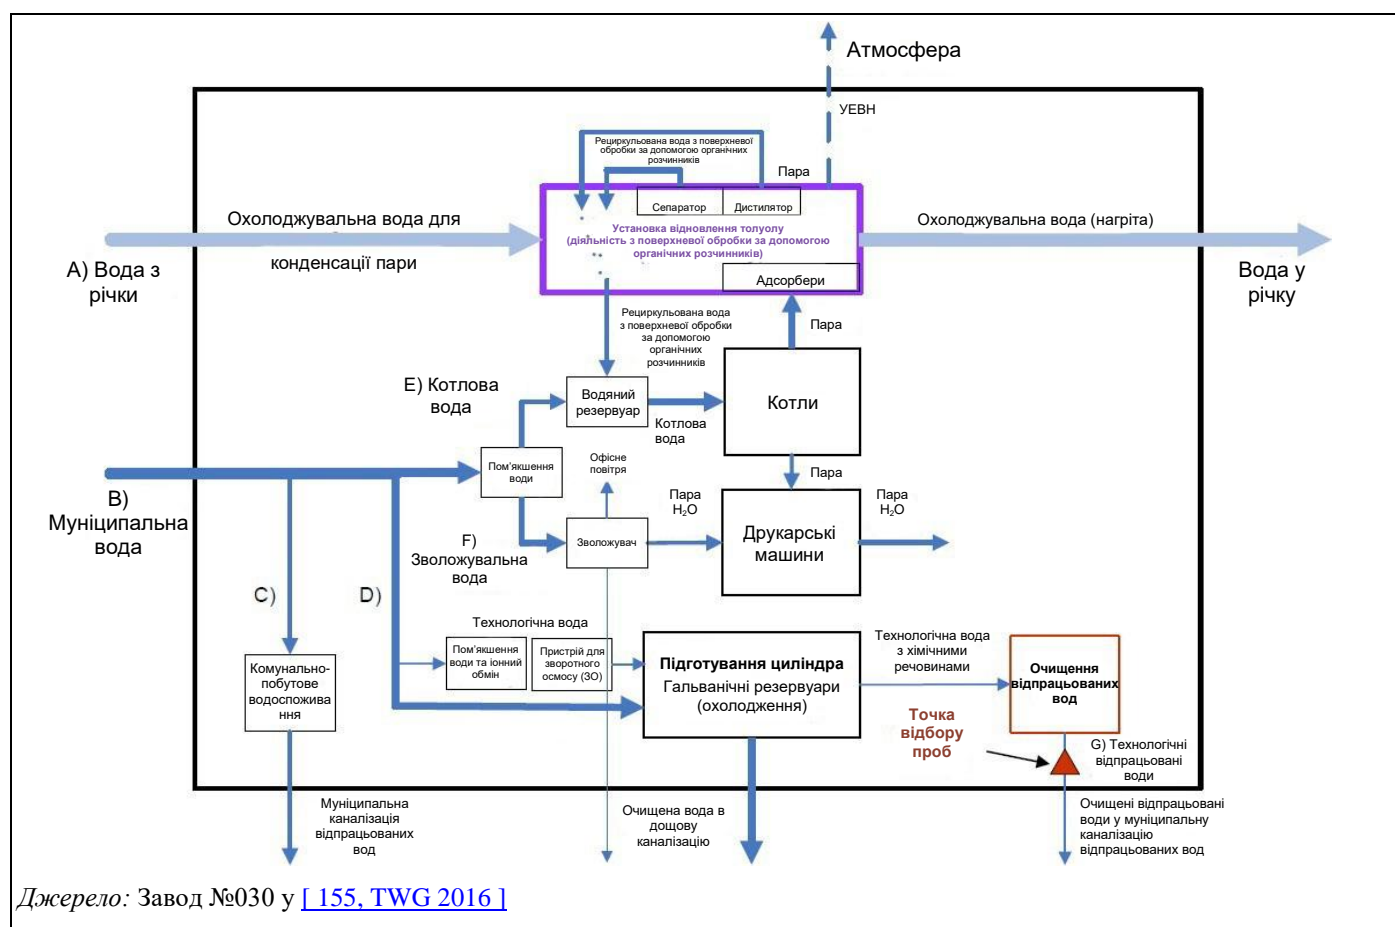 Атмосфера
УЕВН
Рециркульована вода з поверхневої
обробки за допомогою органічних
розчинників
Пара
Сепаратор
Дистилятор
Установка відновлення толуолу
(діяльність з поверхневої обробки за допомогою
органічних розчинників)
Адсорбери
Охолоджувальна вода для
конденсації пари
А) Вода з
річки
Охолоджувальна вода (нагріта)
Вода у
річку
Рециркульована вода
з поверхневої обробки
за допомогою
органічних
розчинників
Пара
E) Котлова
вода
Водяний
резервуар
Котлова
вода
Котли
Пом'якшення
води
Офісне
повітря
Пара
B)
Муніципальна
вода
F)
Зволожувальна
вода
Зволожувач
Пара
H₂O
Друкарські
машини
Пара
H₂O
C)
D)
Технологічна вода
Комунально-
побутове
водоспожива
ння
Пом'якшення
води та іонний
обмін
Пристрій для
зворотного
осмосу (ЗО)
Підготування циліндра
Гальванічні резервуари
(охолодження)
Технологічна вода
з хімічними
речовинами
Очищення
відпрацьованих
вод
Точка
відбору
проб
G) Технологічні
відпрацьовані
води
Муніципальна
каналізація
відпрацьованих
вод
Очищена вода в
дощову
каналізацію
Очищені відпрацьовані
води у муніципальну
каналізацію
відпрацьованих вод
Джерело: Завод №030 у [ 155, TWG 2016 ]